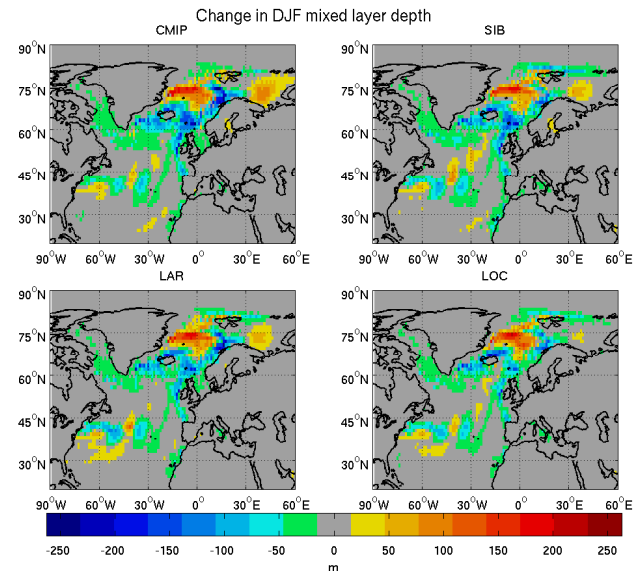 Change in DJF mixed layer depth
CMIP
SIB
90°N
75°N
60°N
45°N
30°N
90°W 60°W 30°W 0° 30°E 60°E
90°N
75°N
60°N
45°N
30°N
90°W 60°W 30°W 0° 30°E 60°E
LAR
LOC
90°N
75°N
60°N
45°N
30°N
90°W 60°W 30°W 0° 30°E 60°E
90°N
75°N
60°N
45°N
30°N
90°W 60°W 30°W 0° 30°E 60°E
-250 -200 -150 -100 -50 0 50 100 150 200 250
m